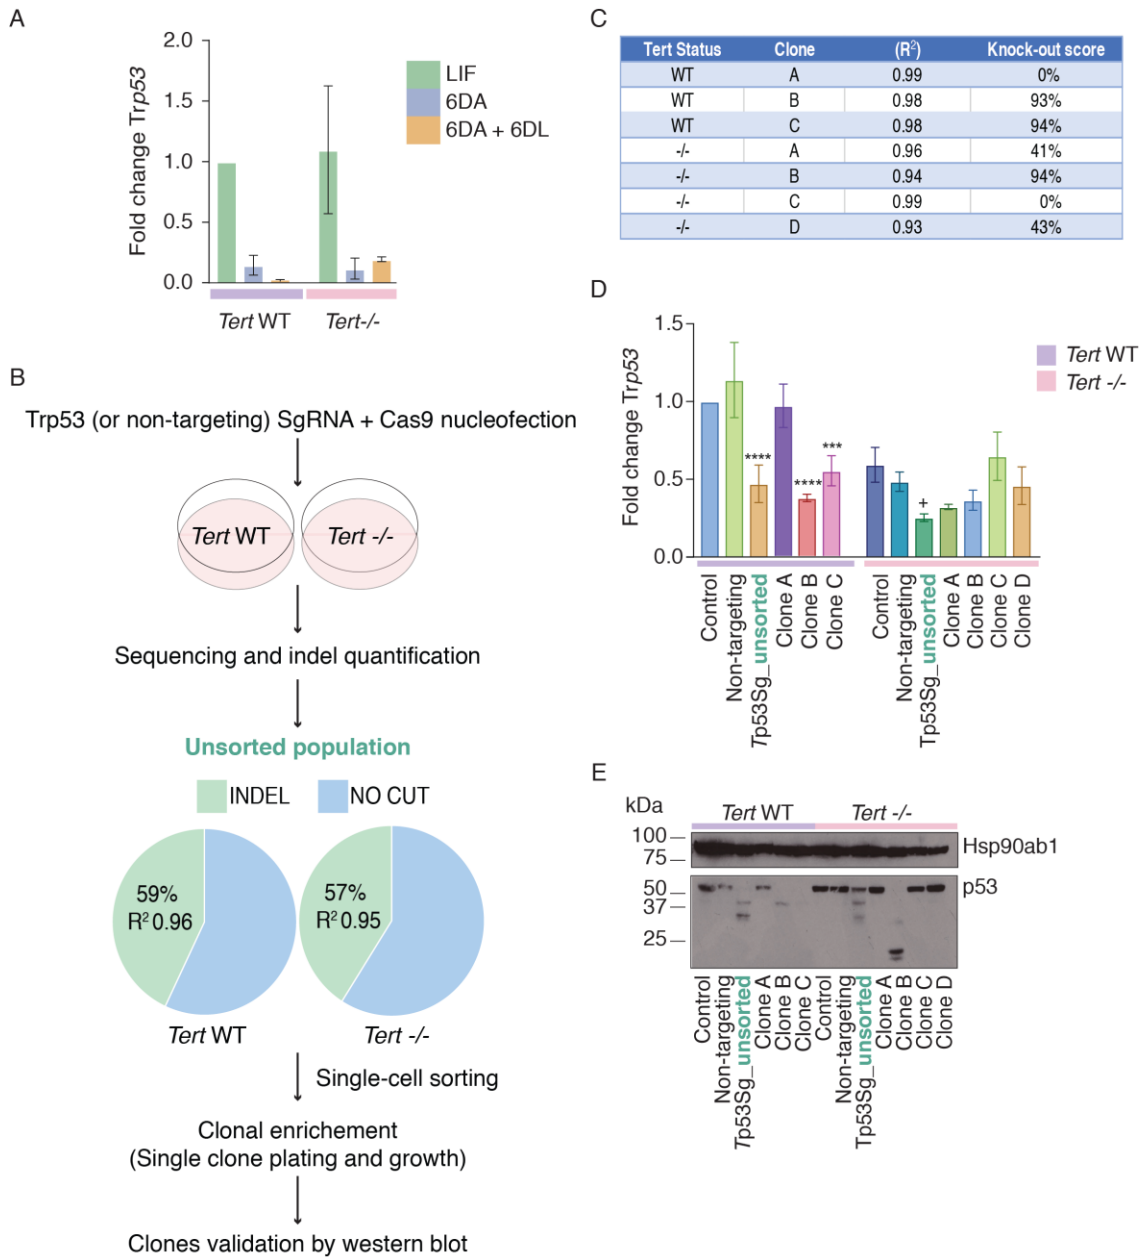 A
2.0
1.5
1.0
0.5
0.0
Fold change Trp53
LIF
6DA
6DA + 6DL
Tert WT
Tert-/-
B
Trp53 (or non-targeting) SgRNA + Cas9 nucleofection
Tert WT
Tert -/-
Sequencing and indel quantification
Unsorted population
INDEL
NO CUT
59%
R² 0.96
57%
R² 0.95
Tert WT
Tert -/-
Single-cell sorting
Clonal enrichement
(Single clone plating and growth)
Clones validation by western blot
C
Tert Status Clone (R²) Knock-out score
WT A 0.99 0%
WT B 0.98 93%
WT C 0.98 94%
-/- A 0.96 41%
-/- B 0.94 94%
-/- C 0.99 0%
-/- D 0.93 43%
D
1.5
1.0
0.5
0.0
Fold change Trp53
Tert WT
Tert -/-
****
****
***
+
Control
Non-targeting
Tp53Sg_unsorted
Clone A
Clone B
Clone C
Control
Non-targeting
Tp53Sg_unsorted
Clone A
Clone B
Clone C
Clone D
E
kDa
Tert WT
Tert -/-
100
75
Hsp90ab1
50
37
25
p53
Control
Non-targeting
Tp53Sg_unsorted
Clone A
Clone B
Clone C
Control
Non-targeting
Tp53Sg_unsorted
Clone A
Clone B
Clone C
Clone D